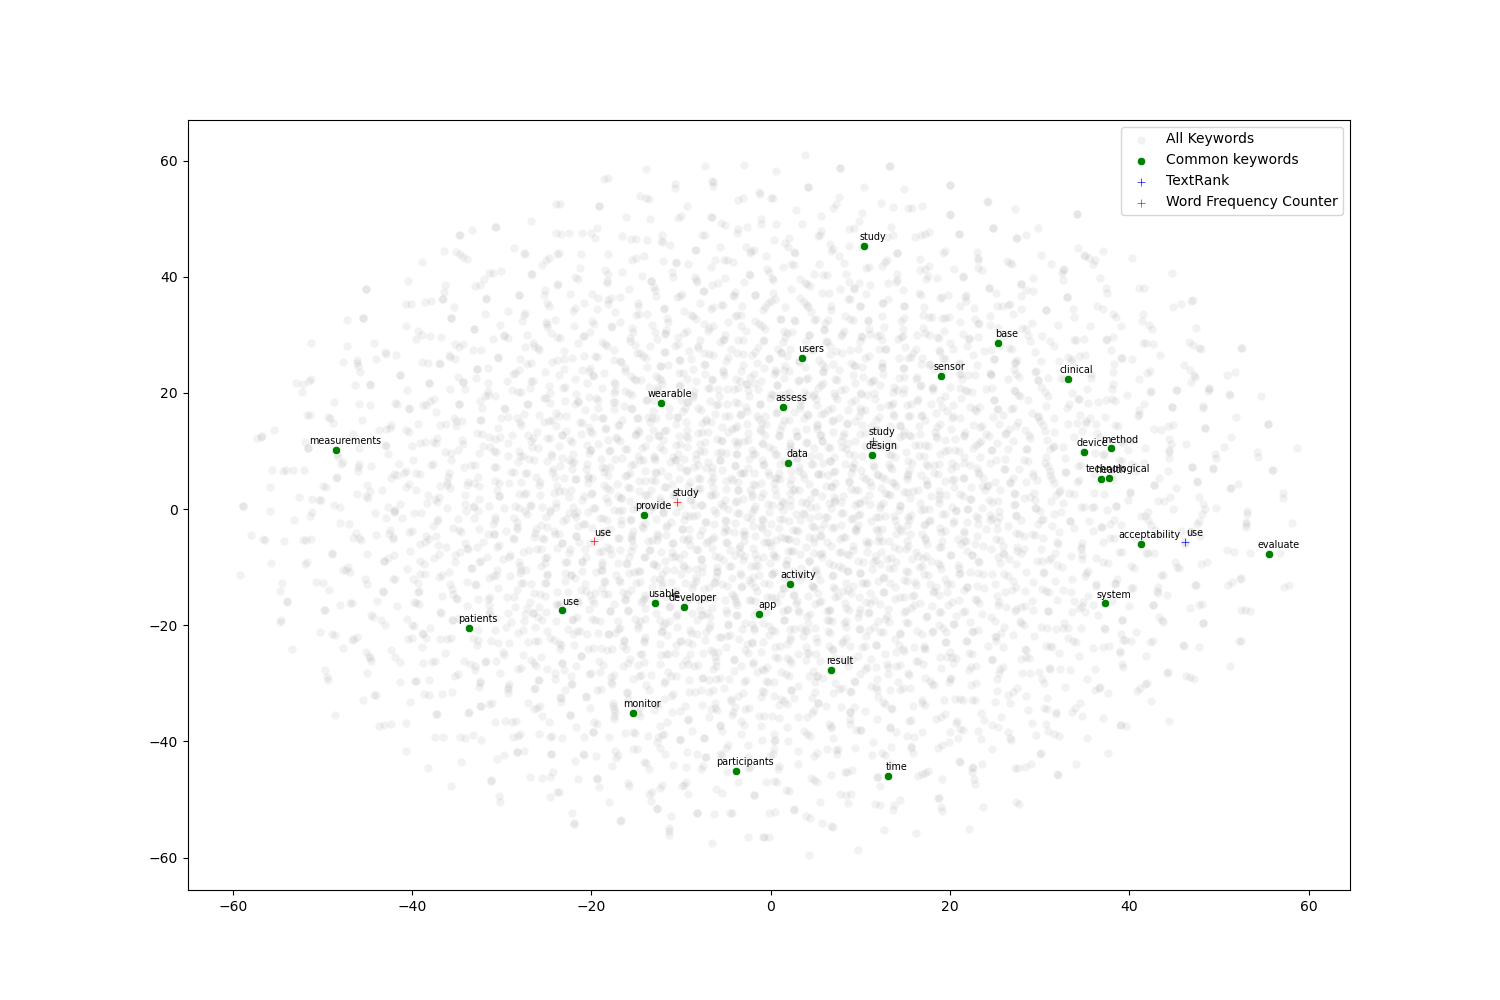 All Keywords
Common keywords
TextRank
Word Frequency Counter
60
40
20
0
−20
−40
−60
study
base
users
sensor
clinical
wearable
assess
study
measurements
device
method
design
data
technological
health
study
provide
use
acceptability
use
evaluate
activity
usable
developer
use
app
system
patients
result
monitor
participants
time
−60
−40
−20
0
20
40
60